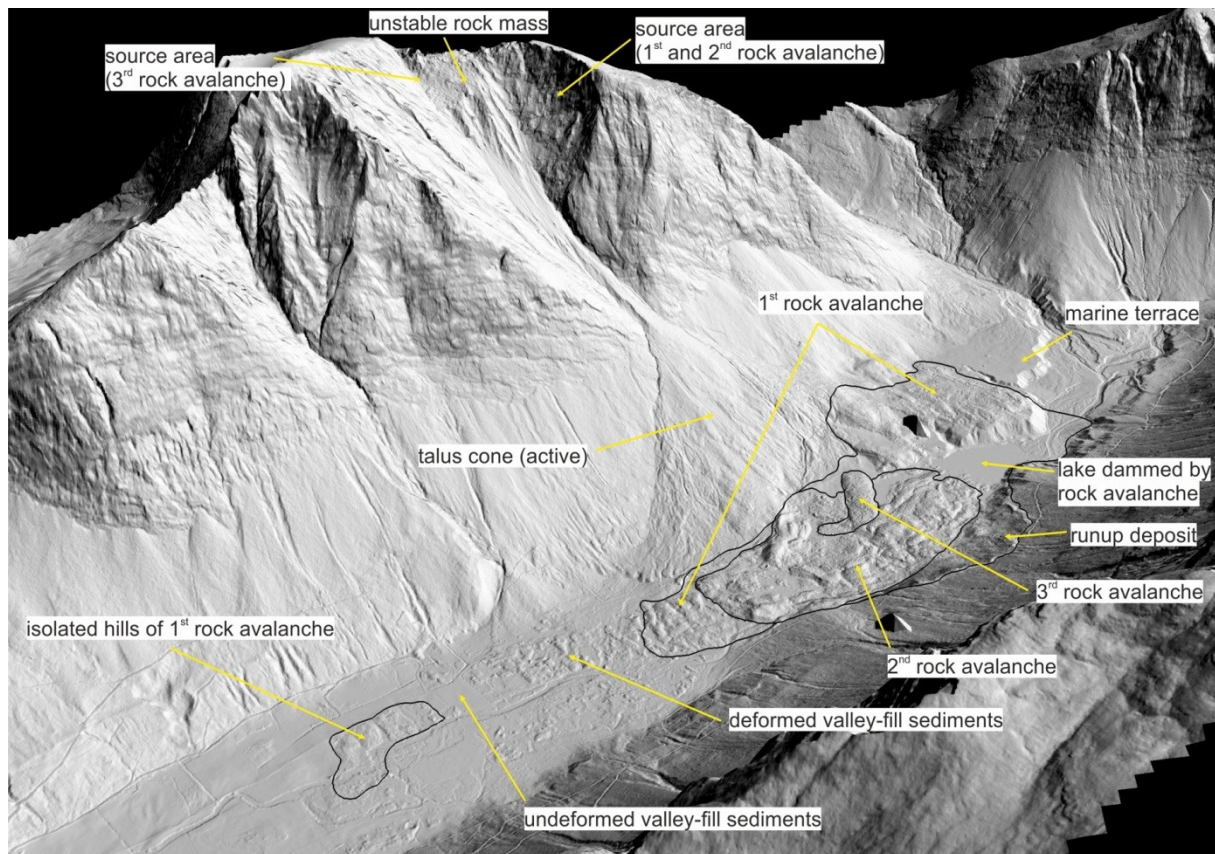 unstable rock mass
source area
(3rd rock avalanche)
source area
(1st and 2nd rock avalanche)
1st rock avalanche
marine terrace
talus cone (active)
lake dammed by
rock avalanche
runup deposit
3rd rock avalanche
isolated hills of 1st rock avalanche
2nd rock avalanche
deformed valley-fill sediments
undeformed valley-fill sediments